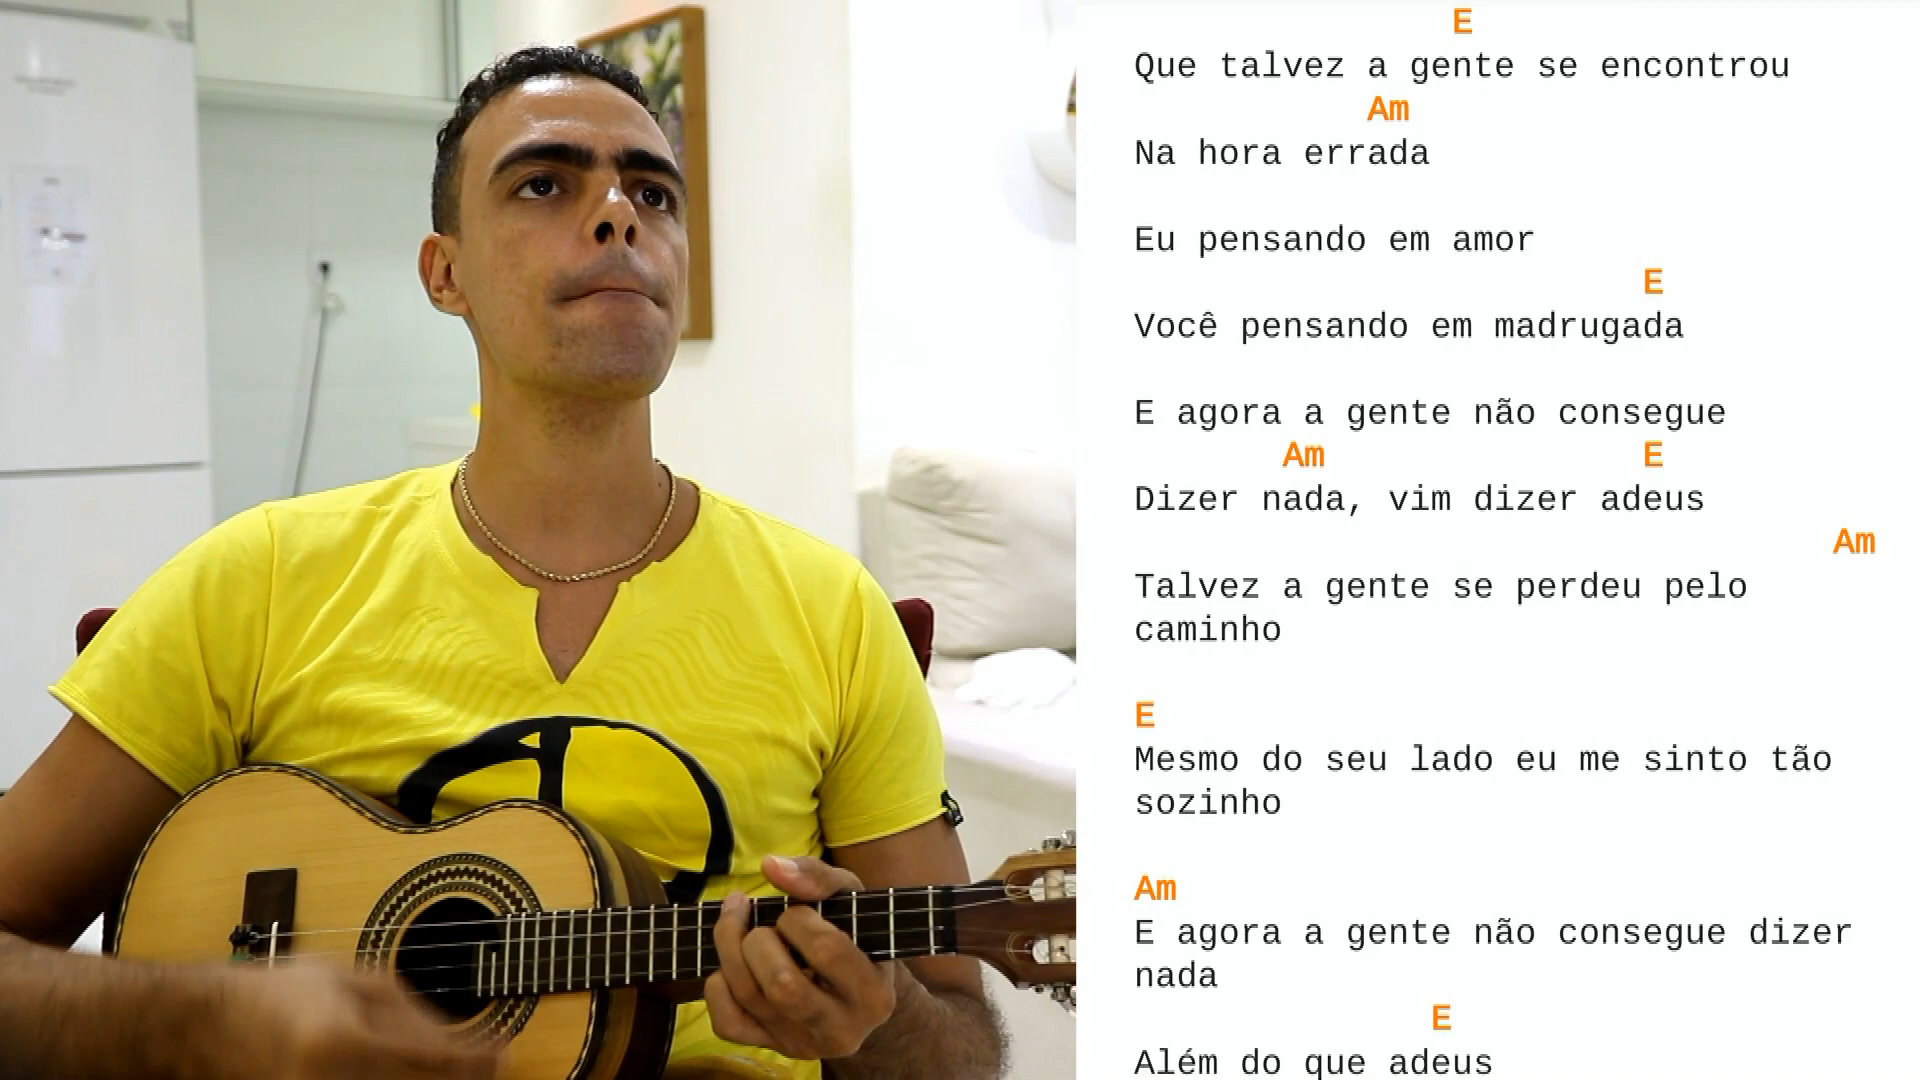 E
Que talvez a gente se encontrou
Am
Na hora errada
Eu pensando em amor
E
Você pensando em madrugada
E agora a gente não consegue
Am E
Dizer nada, vim dizer adeus
Am
Talvez a gente se perdeu pelo
caminho
E
Mesmo do seu lado eu me sinto tão
sozinho
Am
E agora a gente não consegue dizer
nada
E
Além do que adeus